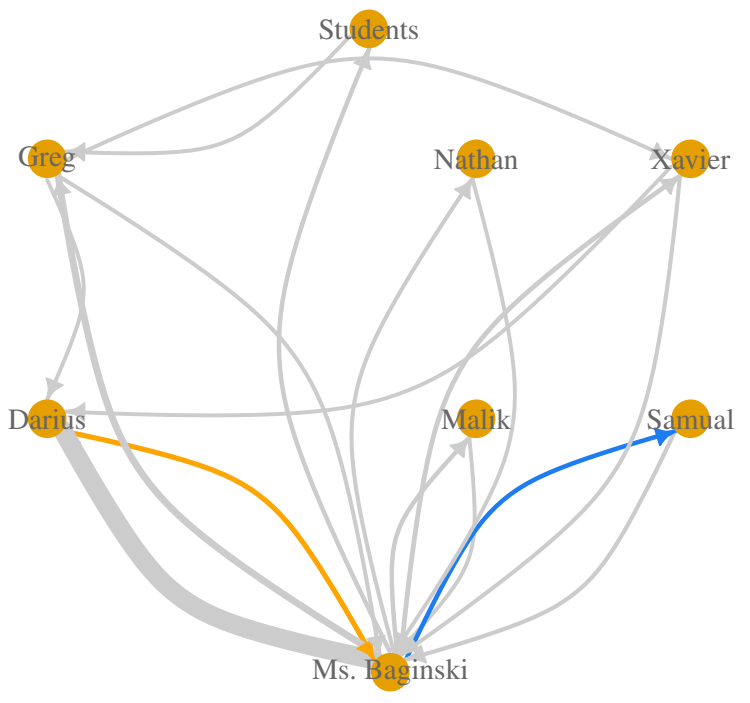 Students
Greg
Nathan
Xavier
Darius
Malik
Samual
Ms. Baginski